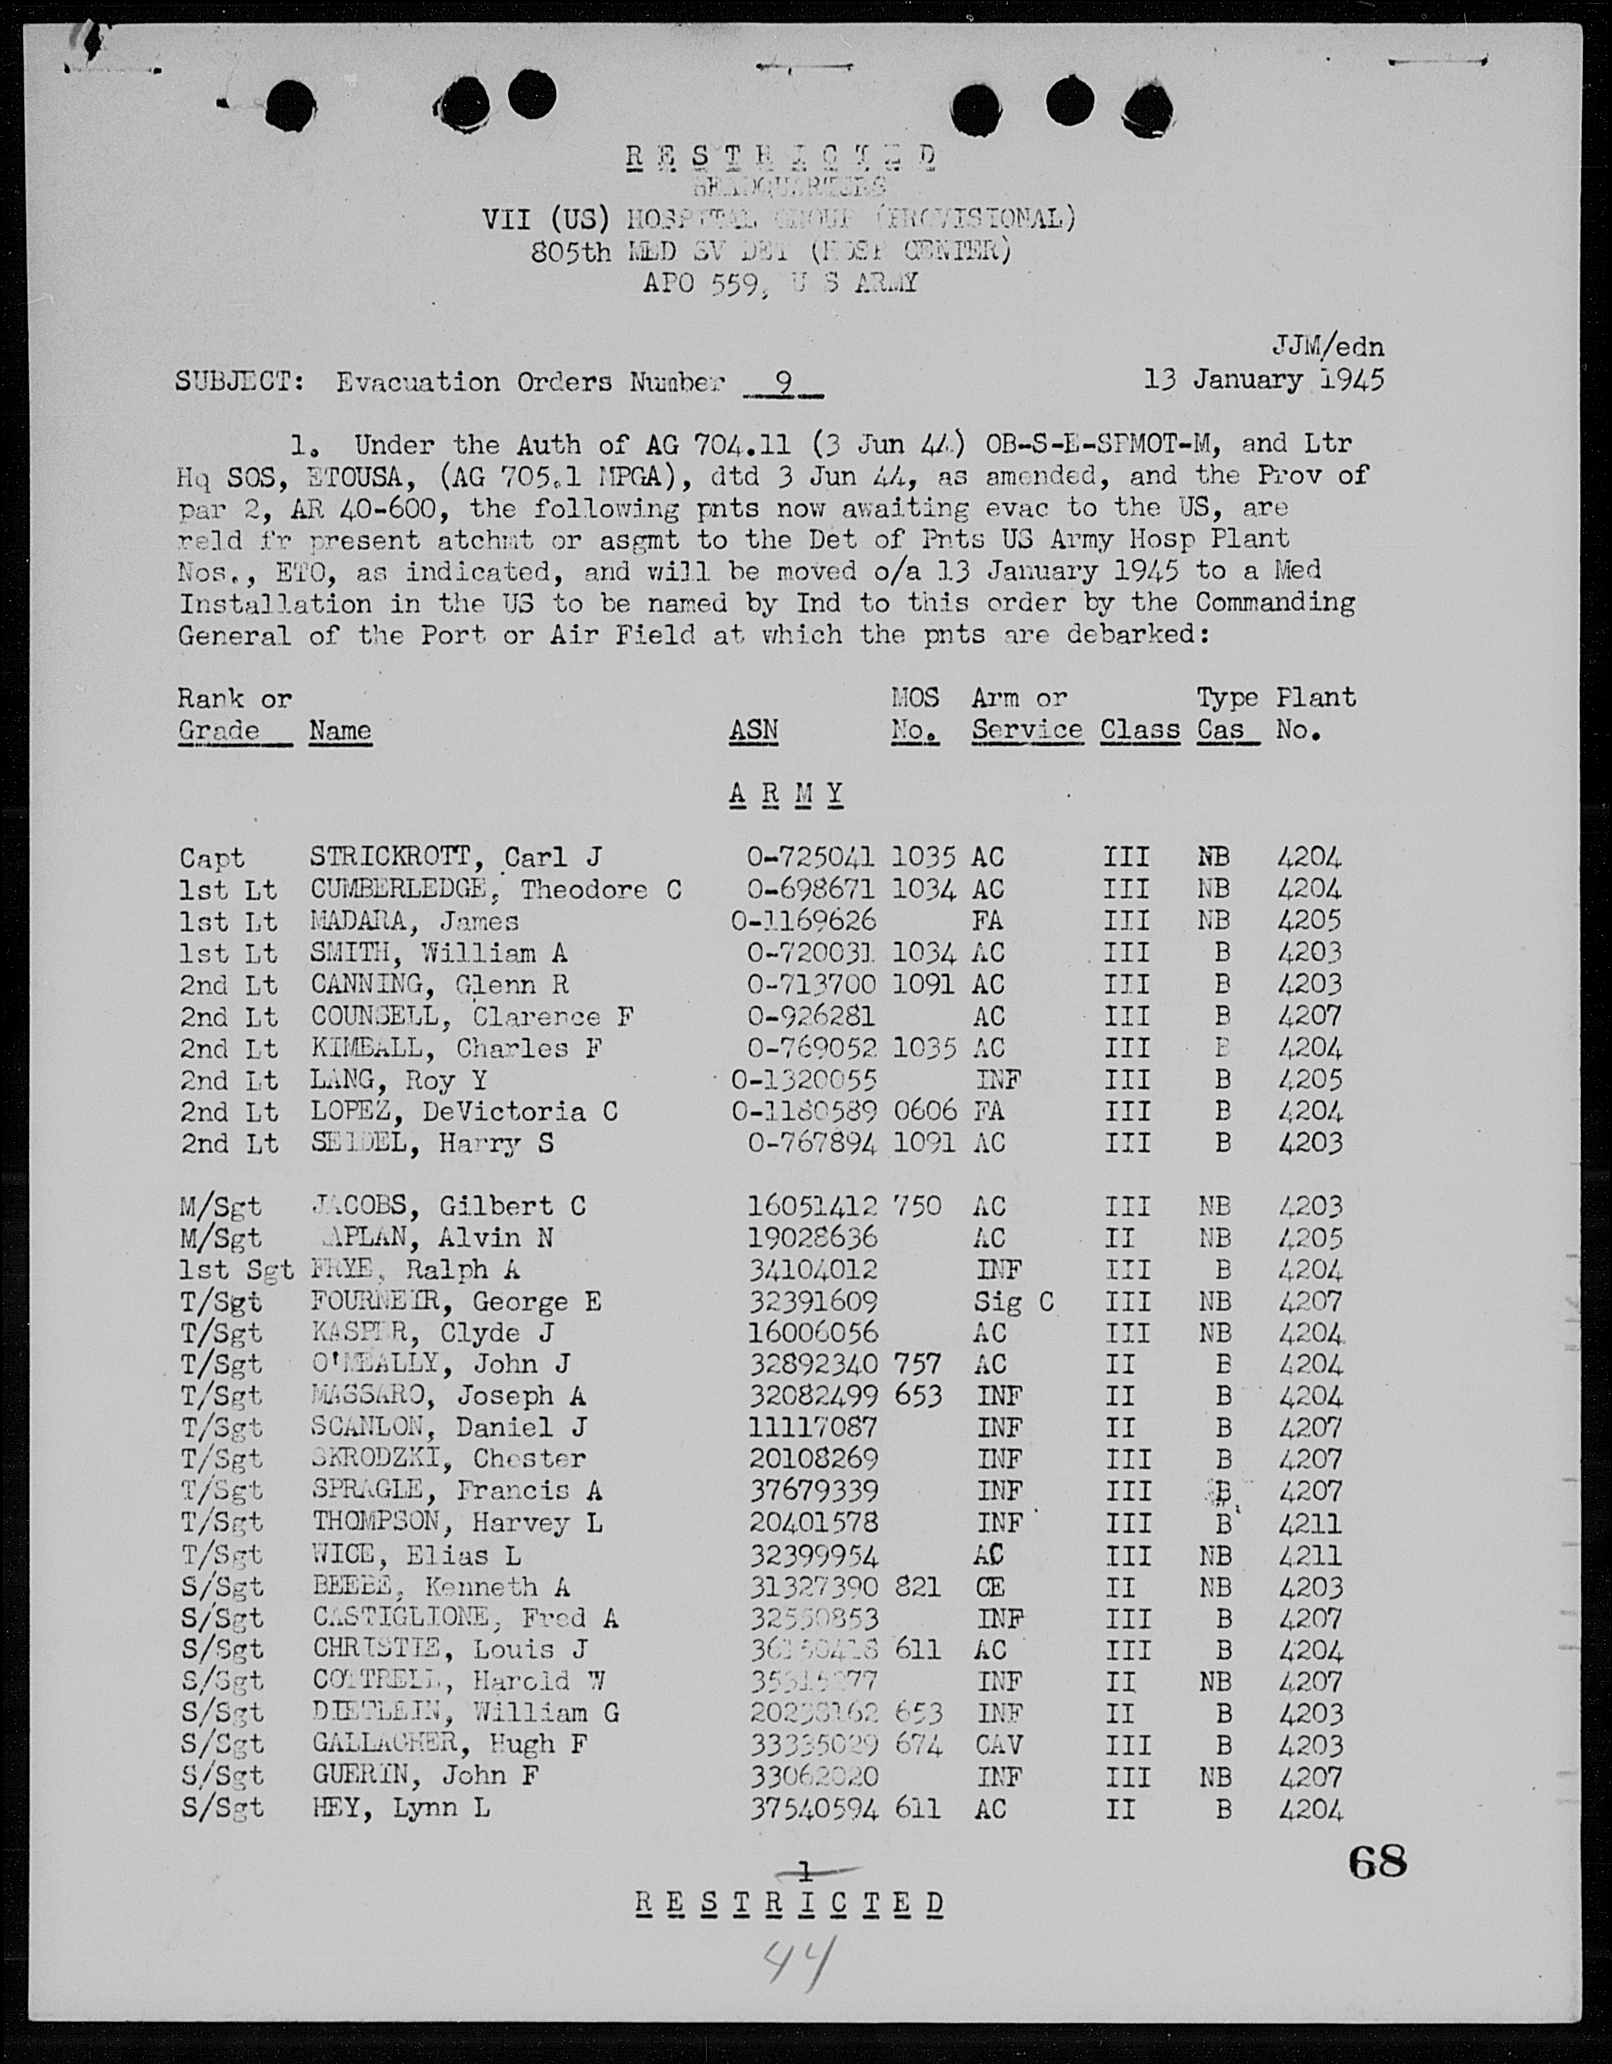 R E S T R I C T E D
HEADQUARTERS
VII (US) HOSPITAL GROUP (PROVISIONAL)
805th MED SV DET (HOSP CENTER)
APO 559, U S ARMY
JJM/edn
SUBJECT: Evacuation Orders Number 9 13 January 1945
1. Under the Auth of AG 704.11 (3 Jun 44) OB-S-E-SPMOT-M, and Ltr
Hq SOS, ETOUSA, (AG 705.1 MPGA), dtd 3 Jun 44, as amended, and the Prov of
par 2, AR 40-600, the following pnts now awaiting evac to the US, are
reld fr present atchmt or asgmt to the Det of Pnts US Army Hosp Plant
Nos., ETO, as indicated, and will be moved o/a 13 January 1945 to a Med
Installation in the US to be named by Ind to this order by the Commanding
General of the Port or Air Field at which the pnts are debarked:
Rank or MOS Arm or Type Plant
Grade Name ASN No. Service Class Cas No.
A R M Y
Capt STRICKROTT, Carl J 0-725041 1035 AC III NB 4204
1st Lt CUMBERLEDGE, Theodore C 0-698671 1034 AC III NB 4204
1st Lt MADARA, James 0-1169626 FA III NB 4205
1st Lt SMITH, William A 0-720031 1034 AC III B 4203
2nd Lt CANNING, Glenn R 0-713700 1091 AC III B 4203
2nd Lt COUNSELL, Clarence F 0-926281 AC III B 4207
2nd Lt KIMBALL, Charles F 0-769052 1035 AC III B 4204
2nd Lt LANG, Roy Y 0-1320055 INF III B 4205
2nd Lt LOPEZ, DeVictoria C 0-1180589 0606 FA III B 4204
2nd Lt SEIDEL, Harry S 0-767894 1091 AC III B 4203
M/Sgt JACOBS, Gilbert C 16051412 750 AC III NB 4203
M/Sgt Alvin N 19028636 AC II NB 4205
1st Sgt FRYE, Ralph A 34104012 INF III B 4204
T/Sgt FOURNEIR, George E 32391609 Sig C III NB 4207
T/Sgt KASPER, Clyde J 16006056 AC III NB 4204
T/Sgt O'MEALLY, John J 32892340 757 AC II B 4204
T/Sgt MASSARO, Joseph A 32082499 653 INF II B 4204
T/Sgt SCANLON, Daniel J 11117087 INF II B 4207
T/Sgt SKRODZKI, Chester 20108269 INF III B 4207
T/Sgt SPRAGLE, Francis A 37679339 INF III B 4207
T/Sgt THOMPSON, Harvey L 20401578 INF III B 4211
T/Sgt WICE, Elias L 32399954 AC III NB 4211
S/Sgt BEEBE, Kenneth A 31327390 821 CE II NB 4203
S/Sgt CASTIGLIONE, Fred A 32550853 INF III B 4207
S/Sgt CHRISTIE, Louis J 611 AC III B 4204
S/Sgt COTTRELL, Harold W INF II NB 4207
S/Sgt DIETLEIN, William G 20238162 653 INF II B 4203
S/Sgt GALLAGHER, Hugh F 33335029 674 CAV III B 4203
S/Sgt GUERIN, John F 33062020 INF III NB 4207
S/Sgt HEY, Lynn L 37540594 611 AC II B 4204
68
1
R E S T R I C T E D
44